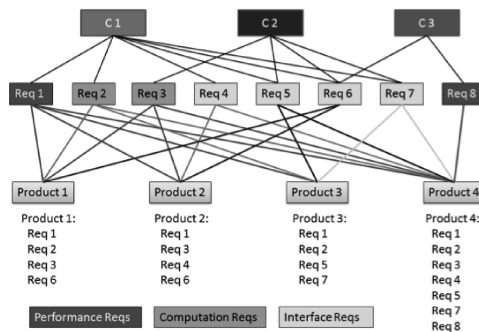 C 1 C 2 C 3
Req 1 Req 2 Req 3 Req 4 Req 5 Req 6 Req 7 Req 8
Product 1 Product 2 Product 3 Product 4
Product 1: Product 2: Product 3: Product 4:
Req 1 Req 1 Req 1 Req 1
Req 2 Req 3 Req 2 Req 2
Req 3 Req 4 Req 5 Req 3
Req 6 Req 6 Req 7 Req 4
Req 5
Req 7
Req 8
Performance Reqs Computation Reqs Interface Reqs